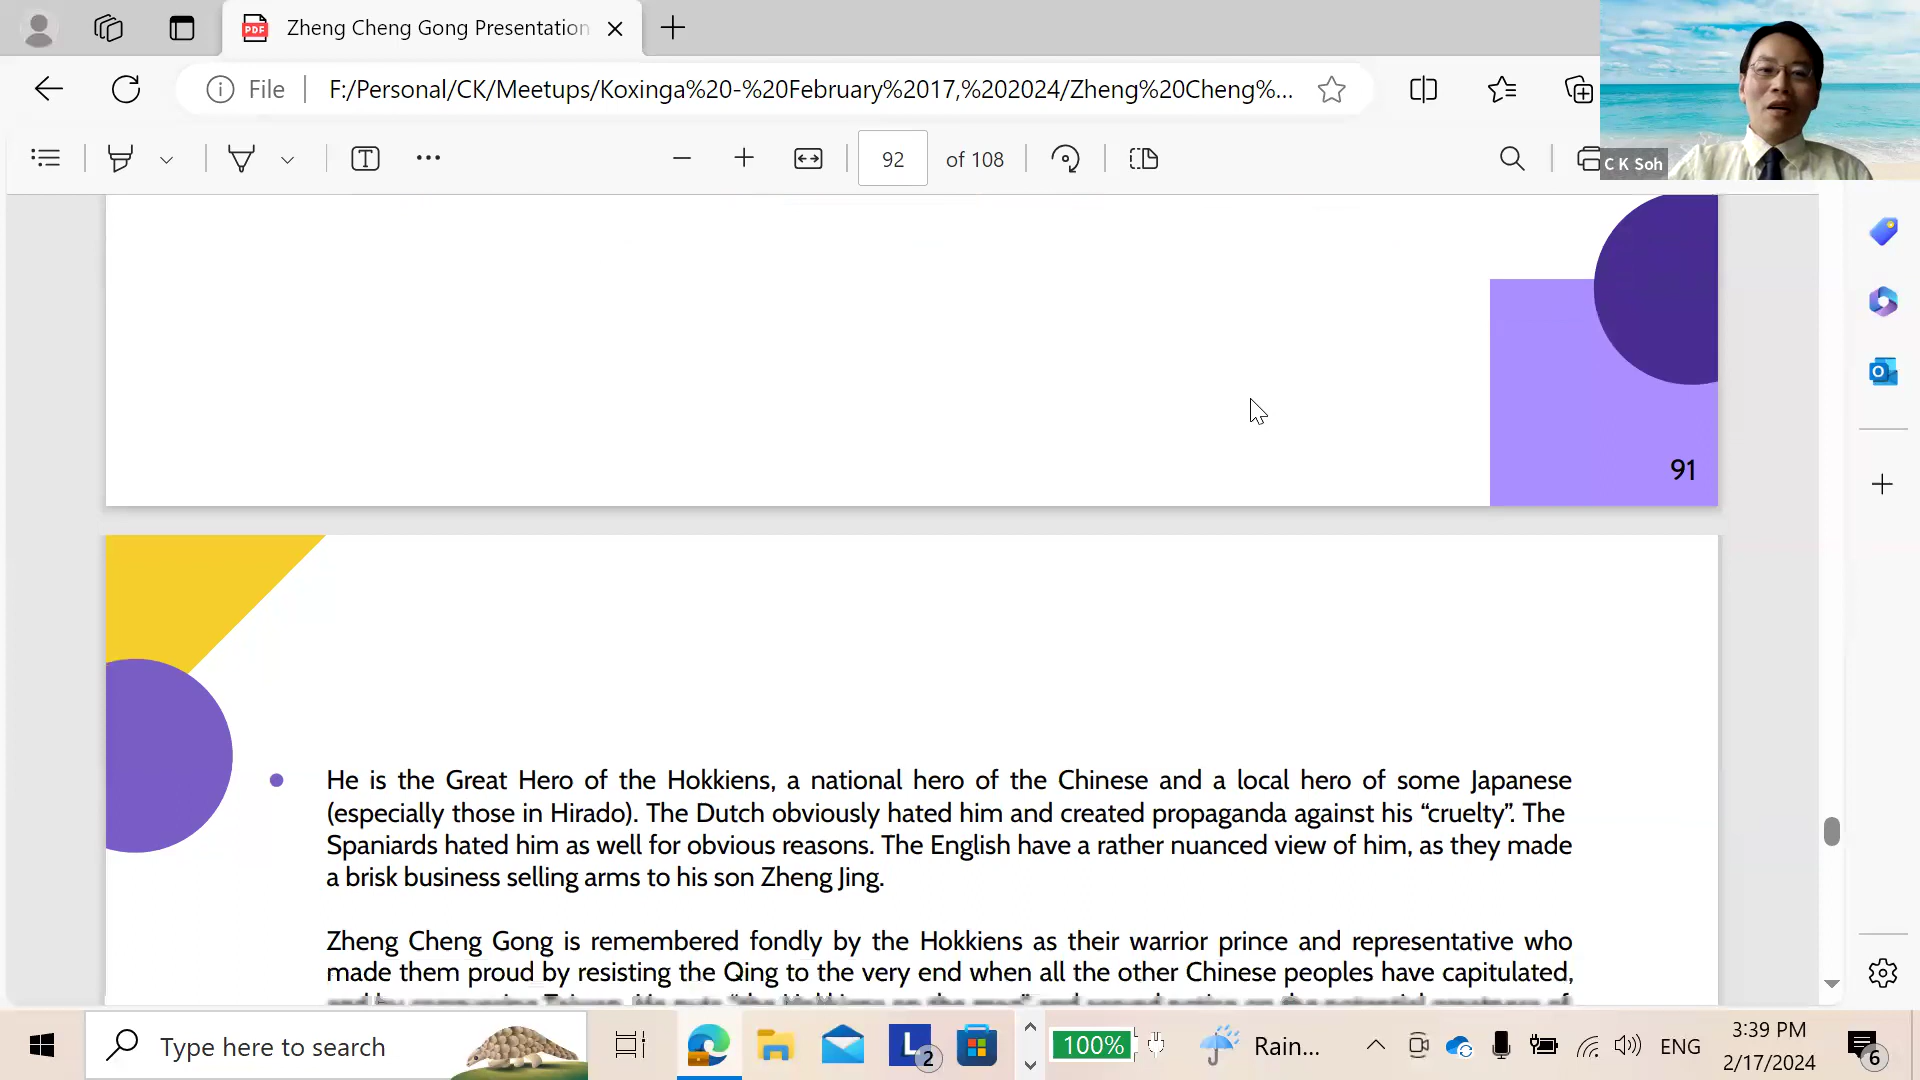 Zheng Cheng Gong Presentation
File
F:/Personal/CK/Meetups/Koxinga%20-%20February%2017,%202024/Zheng%20Cheng%...
92 of 108
C K Soh
91
He is the Great Hero of the Hokkiens, a national hero of the Chinese and a local hero of some Japanese
(especially those in Hirado). The Dutch obviously hated him and created propaganda against his “cruelty”. The
Spaniards hated him as well for obvious reasons. The English have a rather nuanced view of him, as they made
a brisk business selling arms to his son Zheng Jing.
Zheng Cheng Gong is remembered fondly by the Hokkiens as their warrior prince and representative who
made them proud by resisting the Qing to the very end when all the other Chinese peoples have capitulated,
Type here to search
L
2
100%
Rain...
ENG
3:39 PM
2/17/2024
6